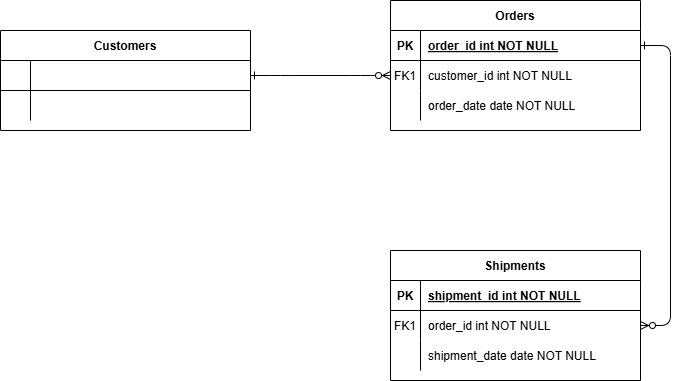 Customers
Orders
PK order_id int NOT NULL
FK1 customer_id int NOT NULL
order_date date NOT NULL
Shipments
PK shipment_id int NOT NULL
FK1 order_id int NOT NULL
shipment_date date NOT NULL